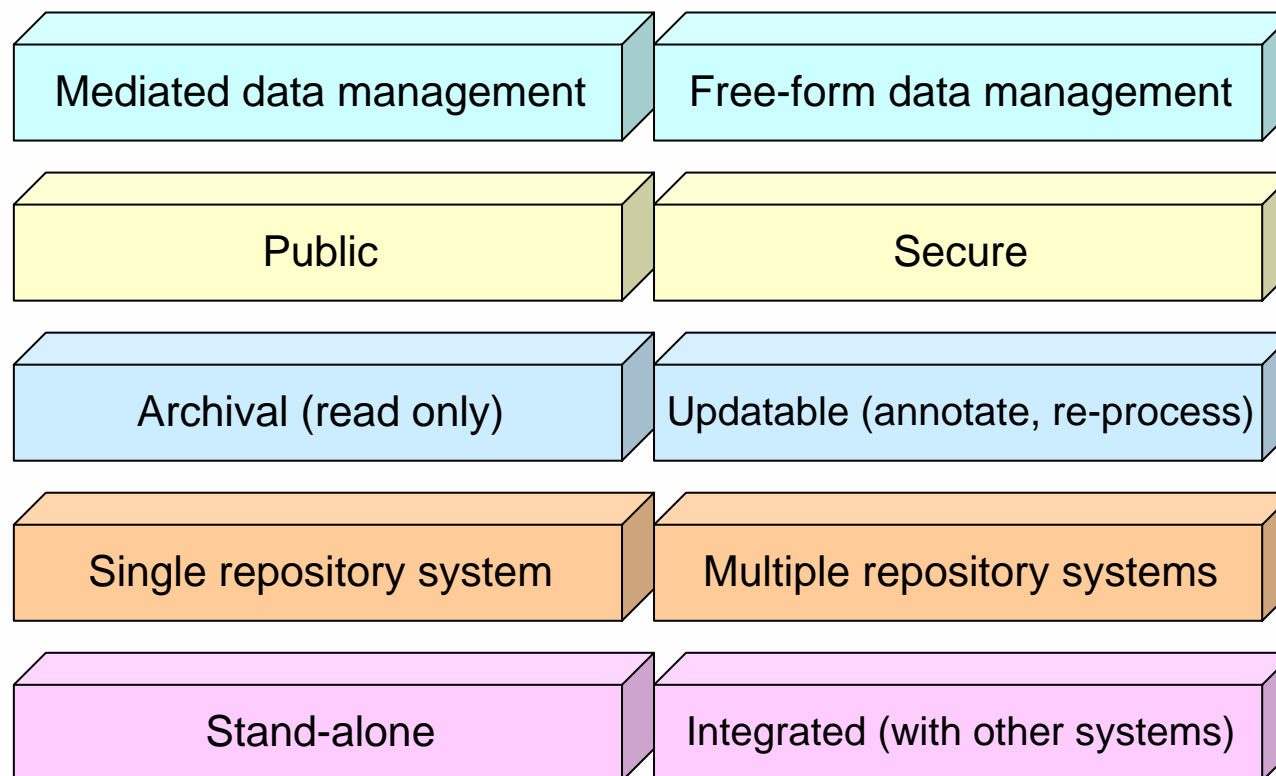 Mediated data management
Free-form data management
Public
Secure
Archival (read only)
Updatable (annotate, re-process)
Single repository system
Multiple repository systems
Stand-alone
Integrated (with other systems)